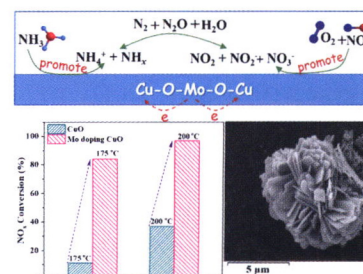 N₂ + N₂O + H₂O
NH₃
O₂ + NO
promote
NH₄⁺ + NHₓ
NO₂ + NO₂⁻ + NO₃⁻
promote
Cu-O-Mo-O-Cu
e
e
100
CuO
Mo doping CuO
200 °C
175 °C
80
60
NOₓ Conversion (%)
40
200 °C
20
175 °C
5 μm